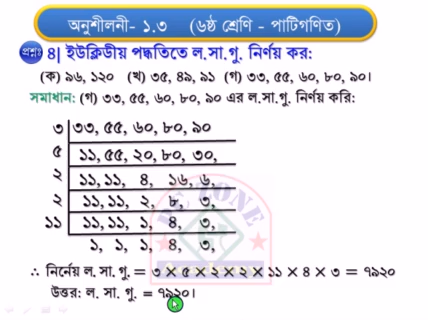 অনুশীলনী- ১.৩ (৬ষ্ঠ শ্রেণি - পাটিগণিত)
প্রশ্নঃ ৪| ইউক্লিডীয় পদ্ধতিতে ল.সা.গু. নির্ণয় কর:
(ক) ৯৬, ১২০ (খ) ৩৫, ৪৯, ৯১ (গ) ৩৩, ৫৫, ৬০, ৮০, ৯০।
সমাধান: (গ) ৩৩, ৫৫, ৬০, ৮০, ৯০ এর ল.সা.গু. নির্ণয় করি:
৩ ৩৩, ৫৫, ৬০, ৮০, ৯০
৫ ১১, ৫৫, ২০, ৮০, ৩০,
২ ১১, ১১, ৪, ১৬, ৬,
২ ১১, ১১, ২, ৮, ৩,
১১ ১১, ১১, ১, ৪, ৩,
১, ১, ১, ৪, ৩,
∴ নির্নেয় ল. সা. গু. = ৩ × ৫ × ২ × ২ × ১১ × ৪ × ৩ = ৭৯২০
উত্তর: ল. সা. গু. = ৭৯২০।